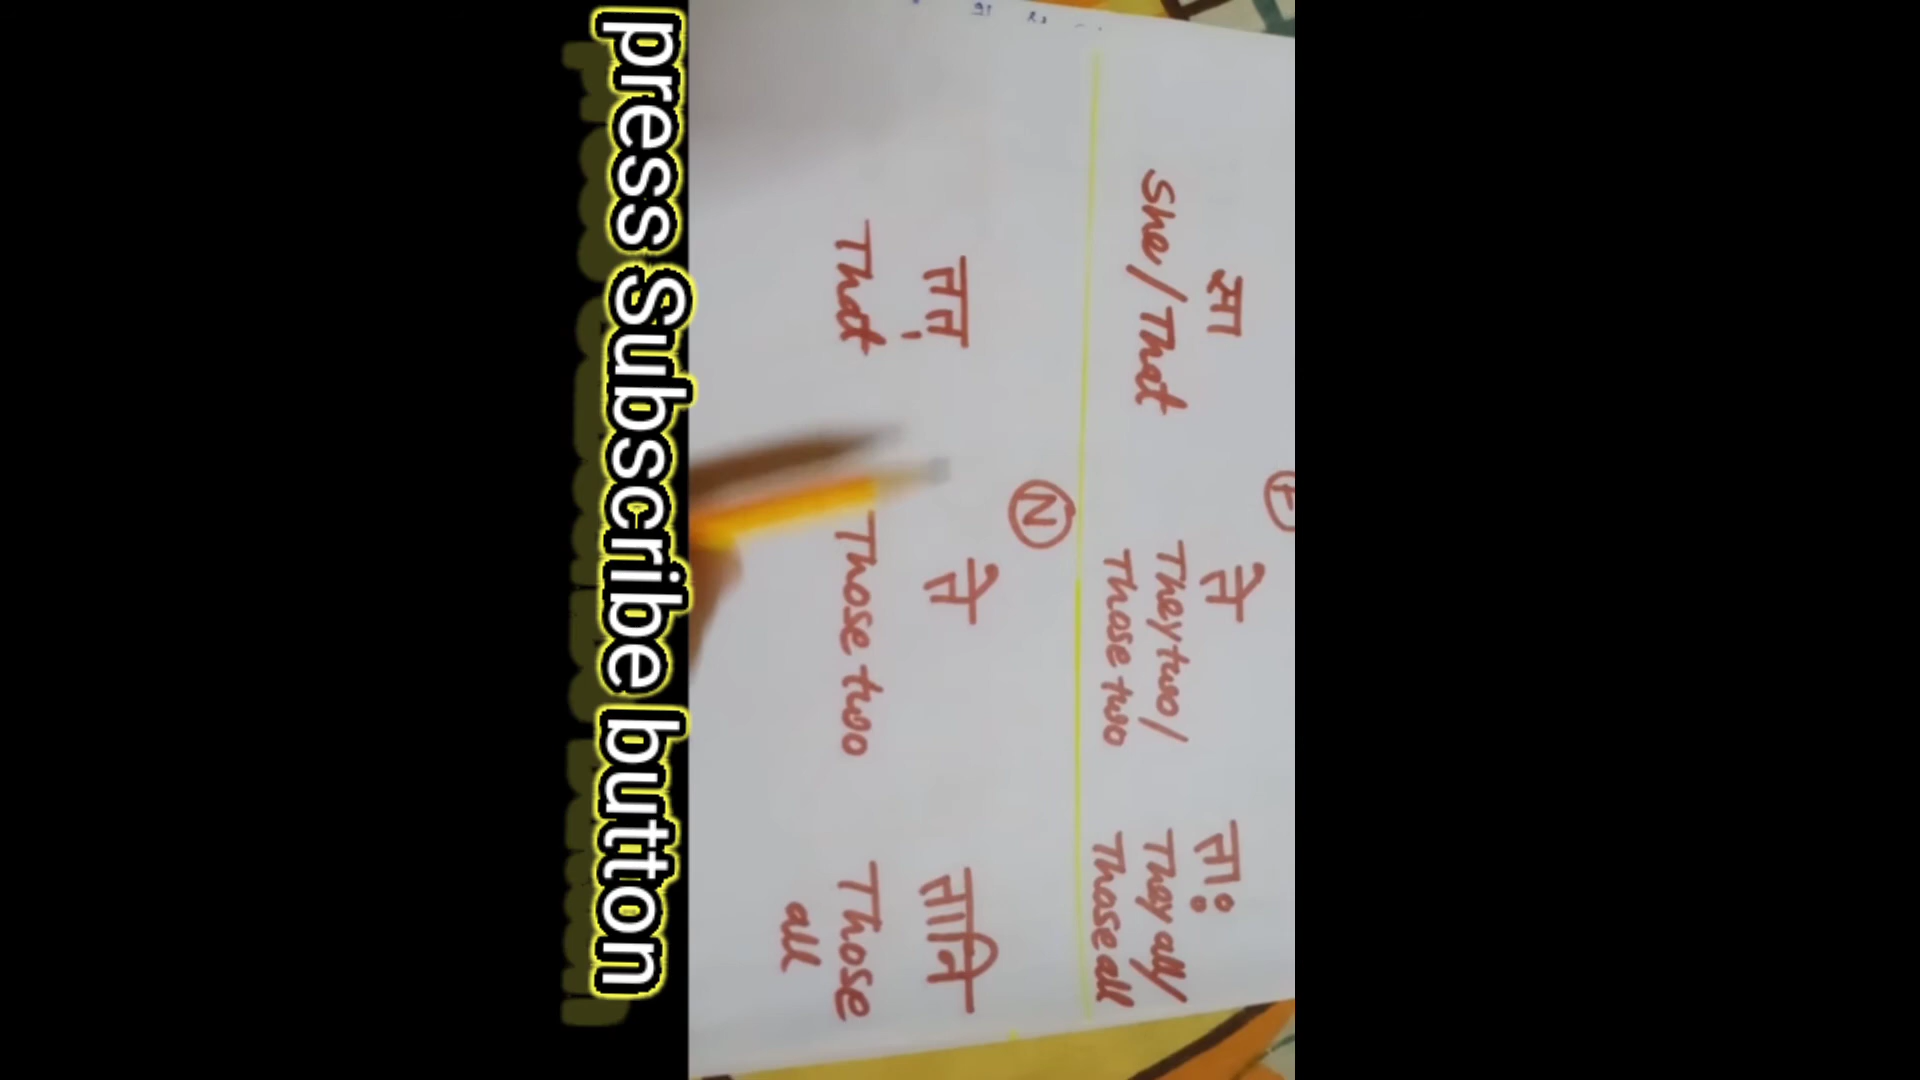 F
सा ते ताः
She/That They two/ They all/
Those two Those all
N
तत् ते तानि
That Those two Those
all
press Subscribe button